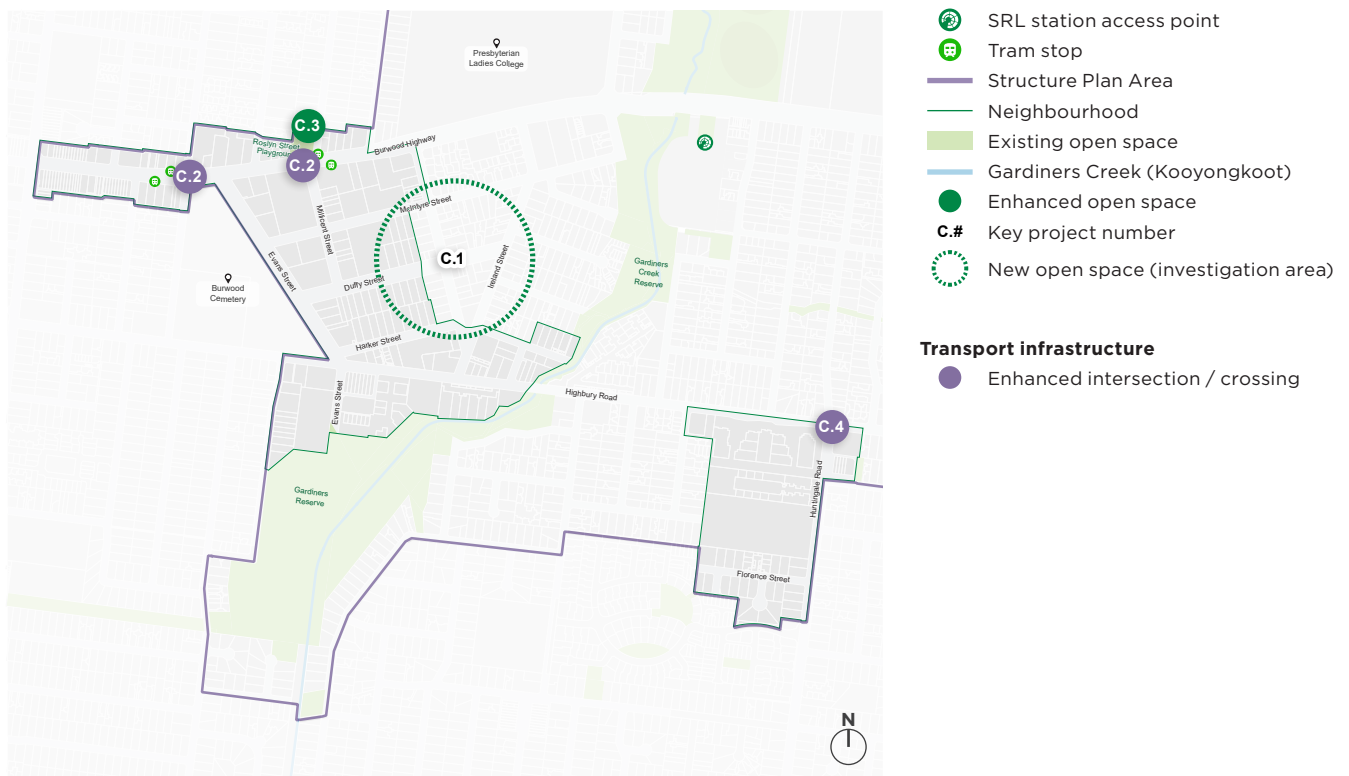 Presbyterian
Ladies College
C.3
Roslyn Street
Playground
C.2
C.2
Burwood Highway
McIntyre Street
Millicent Street
Evans Street
C.1
Ireland Street
Duffy Street
Burwood
Cemetery
Gardiners
Creek
Reserve
Harker Street
Evans Street
Highbury Road
C.4
Huntingdale Road
Gardiners
Reserve
Florence Street
N
SRL station access point
Tram stop
Structure Plan Area
Neighbourhood
Existing open space
Gardiners Creek (Kooyongkoot)
Enhanced open space
C.# Key project number
New open space (investigation area)
Transport infrastructure
Enhanced intersection / crossing